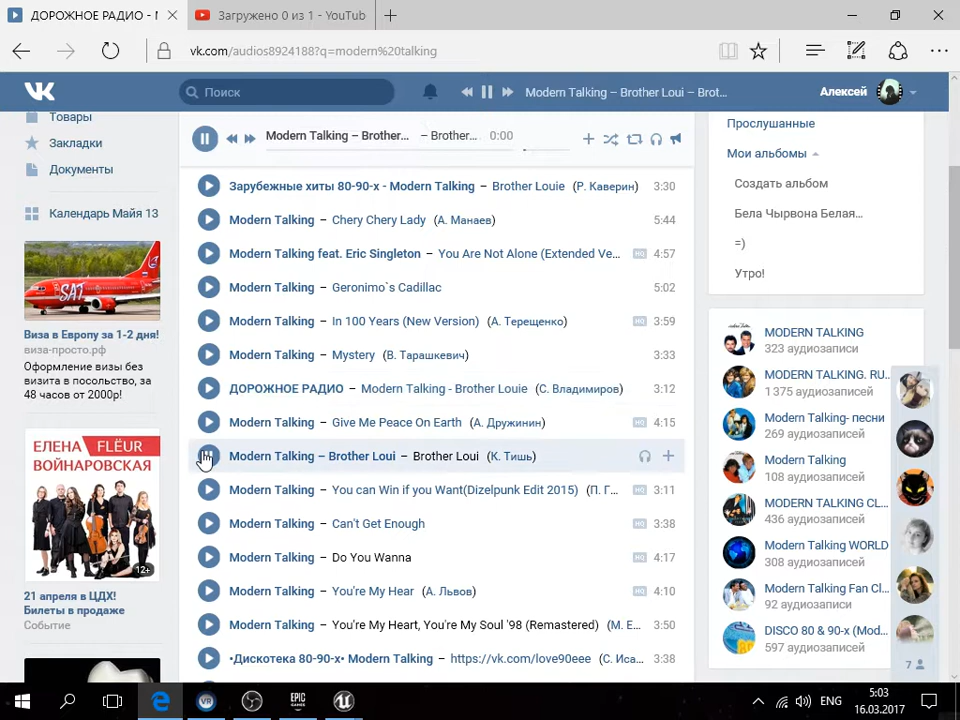 ДОРОЖНОЕ РАДИО - М
Загружено 0 из 1 - YouTube
vk.com/audios8924188?q=modern%20talking
Поиск
Modern Talking – Brother Loui – Brot...
Алексей
Товары
Закладки
Документы
Календарь Майя 13
Виза в Европу за 1-2 дня!
виза-просто.рф
Оформление визы без
визита в посольство, за
48 часов от 2000р!
ЕЛЕНА FLËUR
ВОЙНАРОВСКАЯ
12+
21 апреля в ЦДХ!
Билеты в продаже
Событие
Modern Talking – Brother... – Brother... 0:00
Зарубежные хиты 80-90-х - Modern Talking – Brother Louie (Р. Каверин) 3:30
Modern Talking – Chery Chery Lady (А. Манаев) 5:44
Modern Talking feat. Eric Singleton – You Are Not Alone (Extended Ve... HQ 4:57
Modern Talking – Geronimo`s Cadillac 5:02
Modern Talking – In 100 Years (New Version) (А. Терещенко) HQ 3:59
Modern Talking – Mystery (В. Тарашкевич) 3:33
ДОРОЖНОЕ РАДИО – Modern Talking - Brother Louie (С. Владимиров) 3:12
Modern Talking – Give Me Peace On Earth (А. Дружинин) HQ 4:15
Modern Talking – Brother Loui – Brother Loui (К. Тишь)
Modern Talking – You can Win if you Want(Dizelpunk Edit 2015) (П. Г... HQ 3:11
Modern Talking – Can't Get Enough HQ 3:38
Modern Talking – Do You Wanna HQ 4:17
Modern Talking – You're My Hear (А. Львов) HQ 4:10
Modern Talking – You're My Heart, You're My Soul '98 (Remastered) (М. Е... 3:50
•Дискотека 80-90-х• Modern Talking – https://vk.com/love90eee (С. Иса... 3:38
Прослушанные
Мои альбомы
Создать альбом
Бела Чырвона Белая...
=)
Утро!
MODERN TALKING
323 аудиозаписи
MODERN TALKING. RU...
1 375 аудиозаписей
Modern Talking- песни
269 аудиозаписей
Modern Talking
108 аудиозаписей
MODERN TALKING CL...
436 аудиозаписей
Modern Talking WORLD
308 аудиозаписей
Modern Talking Fan Cl...
92 аудиозаписи
DISCO 80 & 90-x (Mod...
597 аудиозаписей
7
EPIC GAMES
ENG
5:03
16.03.2017